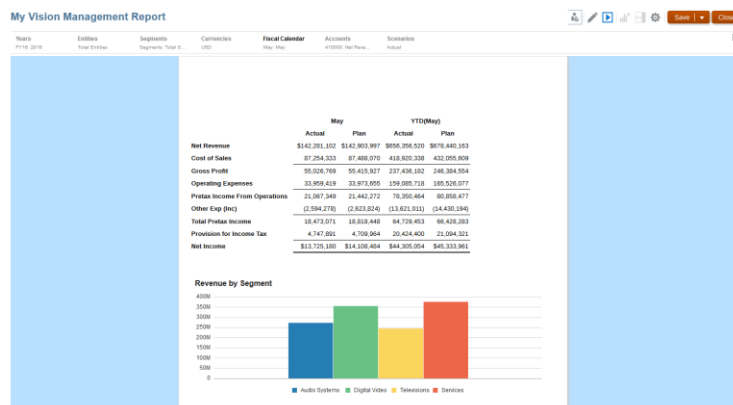 My Vision Management Report
Save Close
Years Entities Segments Currencies Fiscal Calendar Accounts Scenarios
FY16: 2016 Total Entities Segments: Total S... USD May: May 410000: Net Reve... Actual
May YTD(May)
Actual Plan Actual Plan
Net Revenue $142,281,102 $142,903,997 $656,356,520 $678,440,163
Cost of Sales 87,254,333 87,488,070 418,920,338 432,055,609
Gross Profit 55,026,769 55,415,927 237,436,182 246,384,554
Operating Expenses 33,959,419 33,973,655 159,085,718 165,526,077
Pretax Income From Operations 21,067,349 21,442,272 78,350,464 80,858,477
Other Exp (Inc) (2,594,278) (2,623,824) (13,621,011) (14,430,194)
Total Pretax Income 18,473,071 18,818,448 64,729,453 66,428,283
Provision for Income Tax 4,747,891 4,709,964 20,424,400 21,094,321
Net Income $13,725,180 $14,108,484 $44,305,054 $45,333,961
Revenue by Segment
400M
350M
300M
250M
200M
150M
100M
50M
0
Audio Systems Digital Video Televisions Services